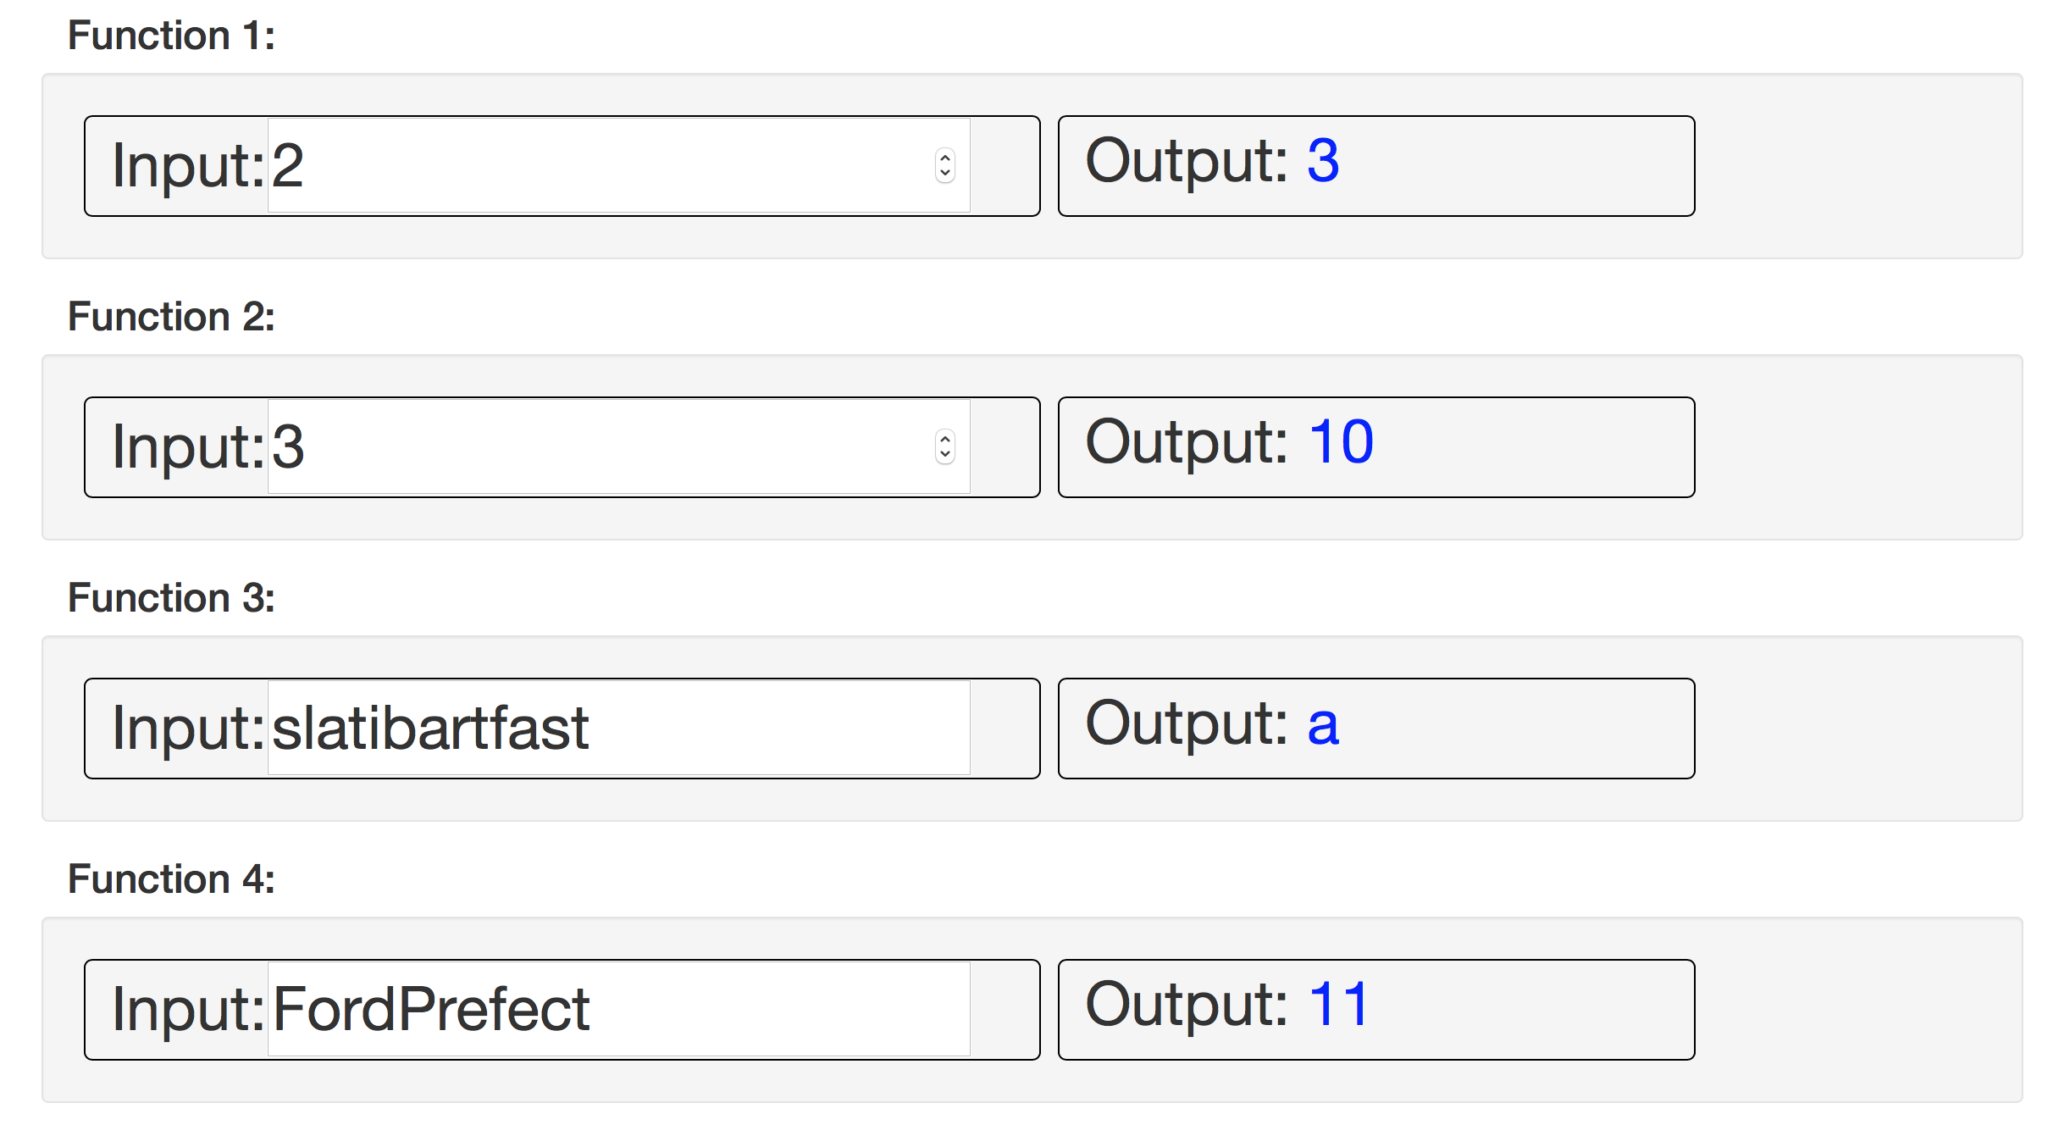 Function 1:
Input:2 Output: 3
Function 2:
Input:3 Output: 10
Function 3:
Input:slatibartfast Output: a
Function 4:
Input:FordPrefect Output: 11